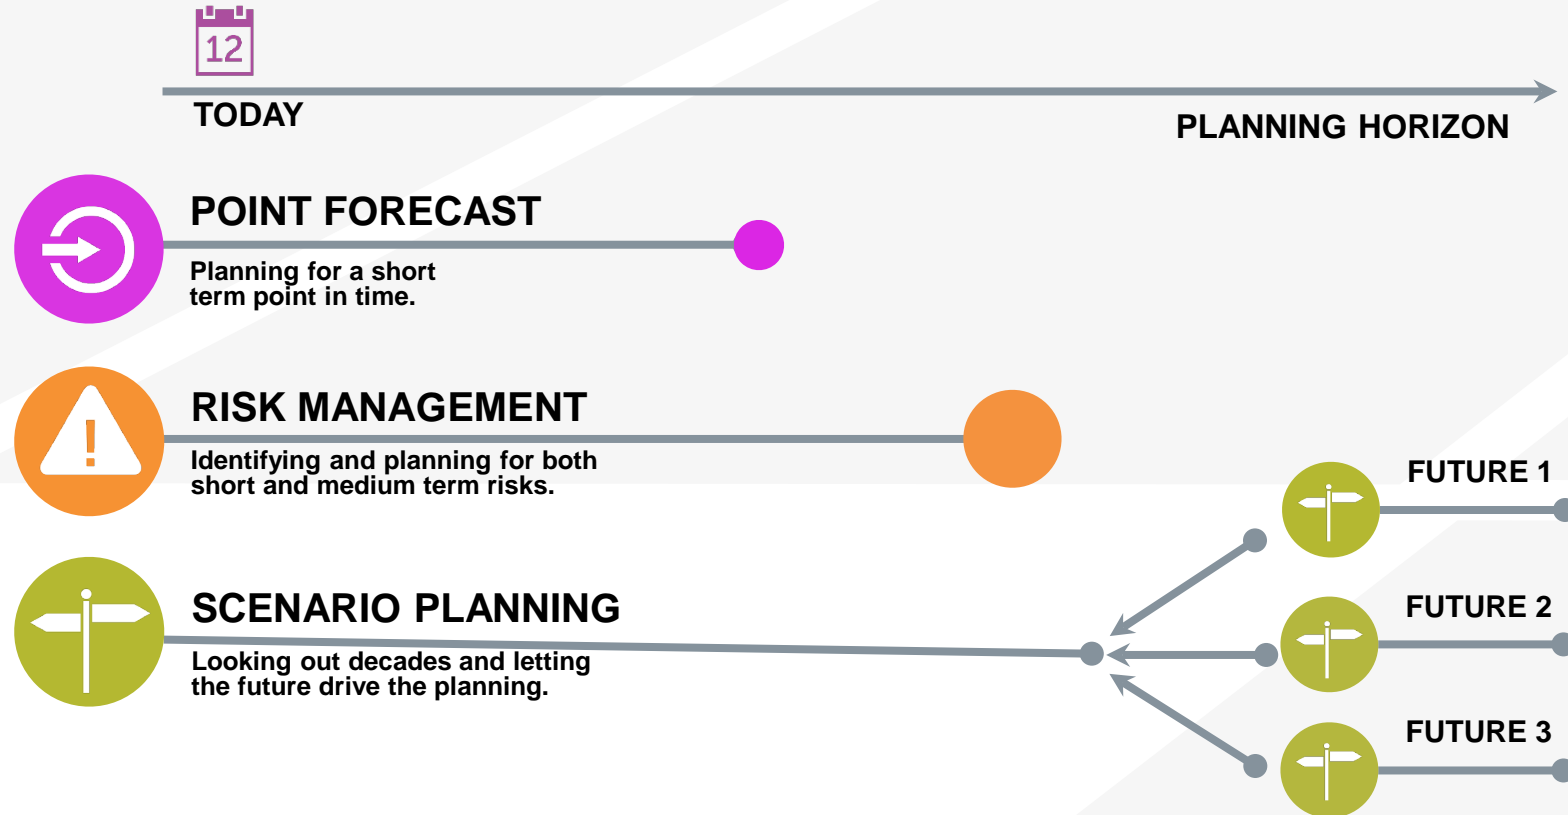 12
TODAY
PLANNING HORIZON
POINT FORECAST
Planning for a short
term point in time.
RISK MANAGEMENT
!
Identifying and planning for both
short and medium term risks.
FUTURE 1
SCENARIO PLANNING
FUTURE 2
Looking out decades and letting
the future drive the planning.
FUTURE 3